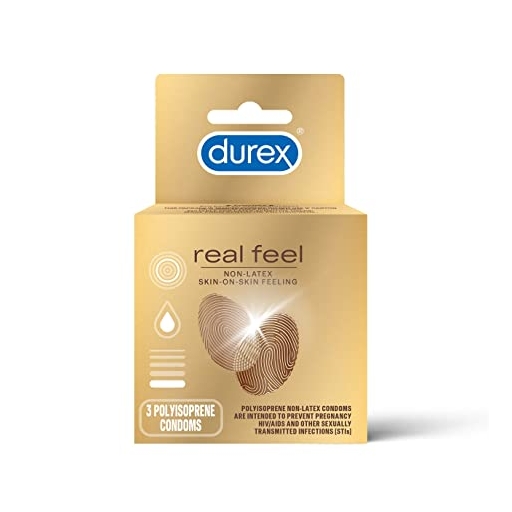 durex®
real feel
NON-LATEX
SKIN-ON-SKIN FEELING
3 POLYISOPRENE
CONDOMS
POLYISOPRENE NON-LATEX CONDOMS
ARE INTENDED TO PREVENT PREGNANCY
HIV/AIDS AND OTHER SEXUALLY
TRANSMITTED INFECTIONS (STIs)